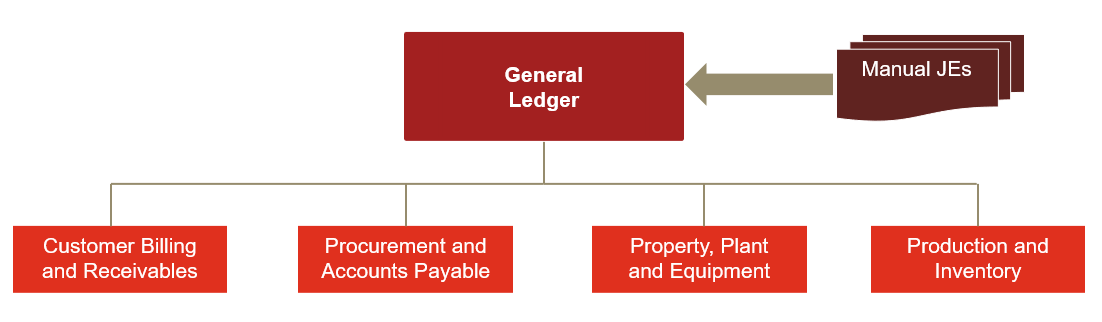 General
Ledger
Manual JEs
Customer Billing
and Receivables
Procurement and
Accounts Payable
Property, Plant
and Equipment
Production and
Inventory